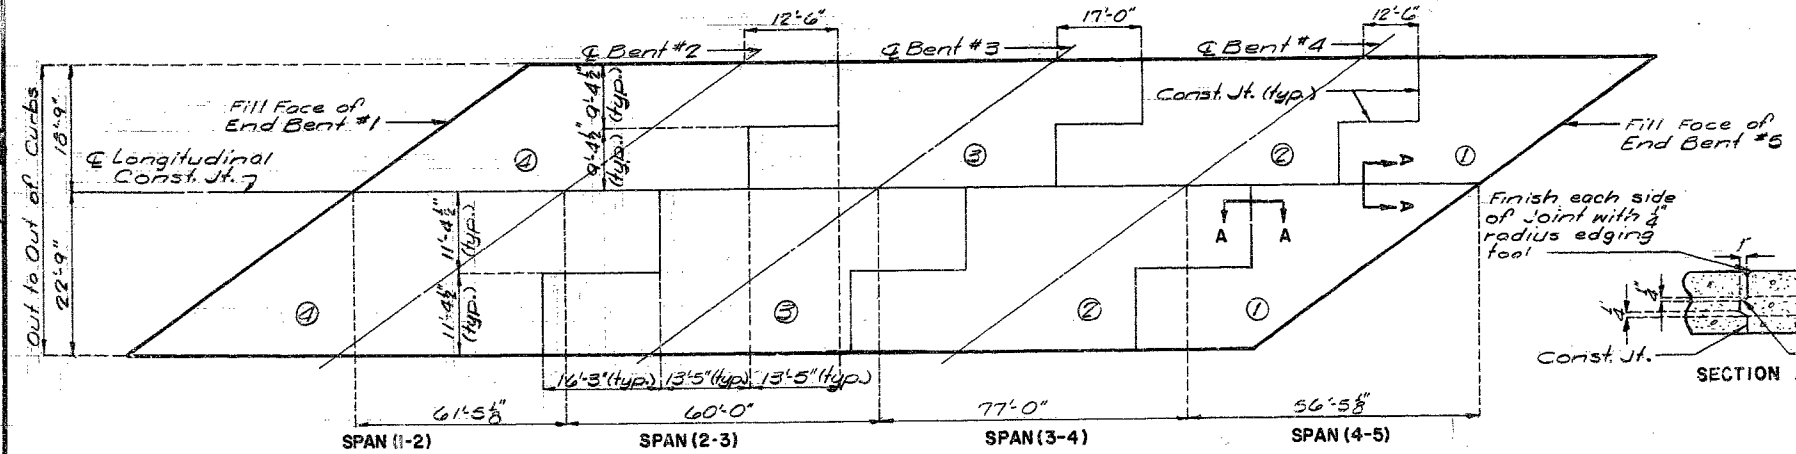 12'-6"
17'-0"
12'-6"
℄ Bent #2
℄ Bent #3
℄ Bent #4
Out to Out of Curbs
18'-9"
22'-9"
Fill Face of
End Bent #1
℄ Longitudinal
Const. Jt.
9'-4½"
(typ.)
9'-4½"
(typ.)
Const. Jt. (typ.)
Fill Face of
End Bent #5
④
③
②
①
A
A
11'-4½"
(typ.)
11'-4½"
(typ.)
A
A
Finish each side
of Joint with ¼"
radius edging
tool
1"
④
③
②
①
Const. Jt.
SECTION
16'-3" (typ.)
13'-5" (typ.)
13'-5" (typ.)
61'-5⅛"
60'-0"
77'-0"
56'-5⅝"
SPAN (1-2)
SPAN (2-3)
SPAN (3-4)
SPAN (4-5)